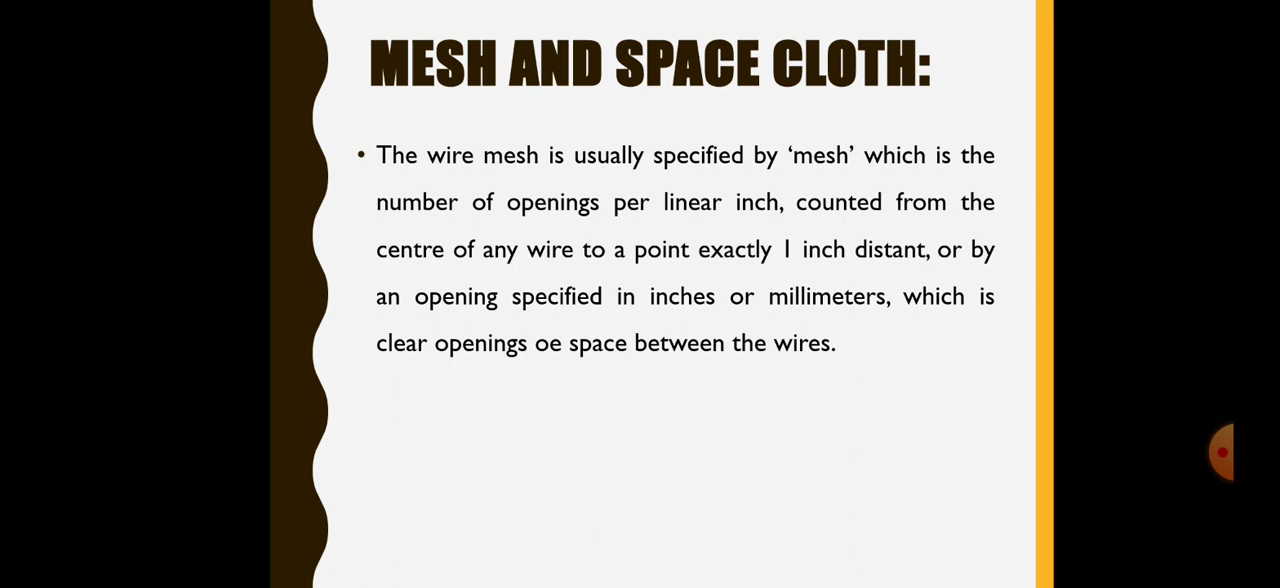 MESH AND SPACE CLOTH:
• The wire mesh is usually specified by ‘mesh’ which is the
number of openings per linear inch, counted from the
centre of any wire to a point exactly 1 inch distant, or by
an opening specified in inches or millimeters, which is
clear openings oe space between the wires.